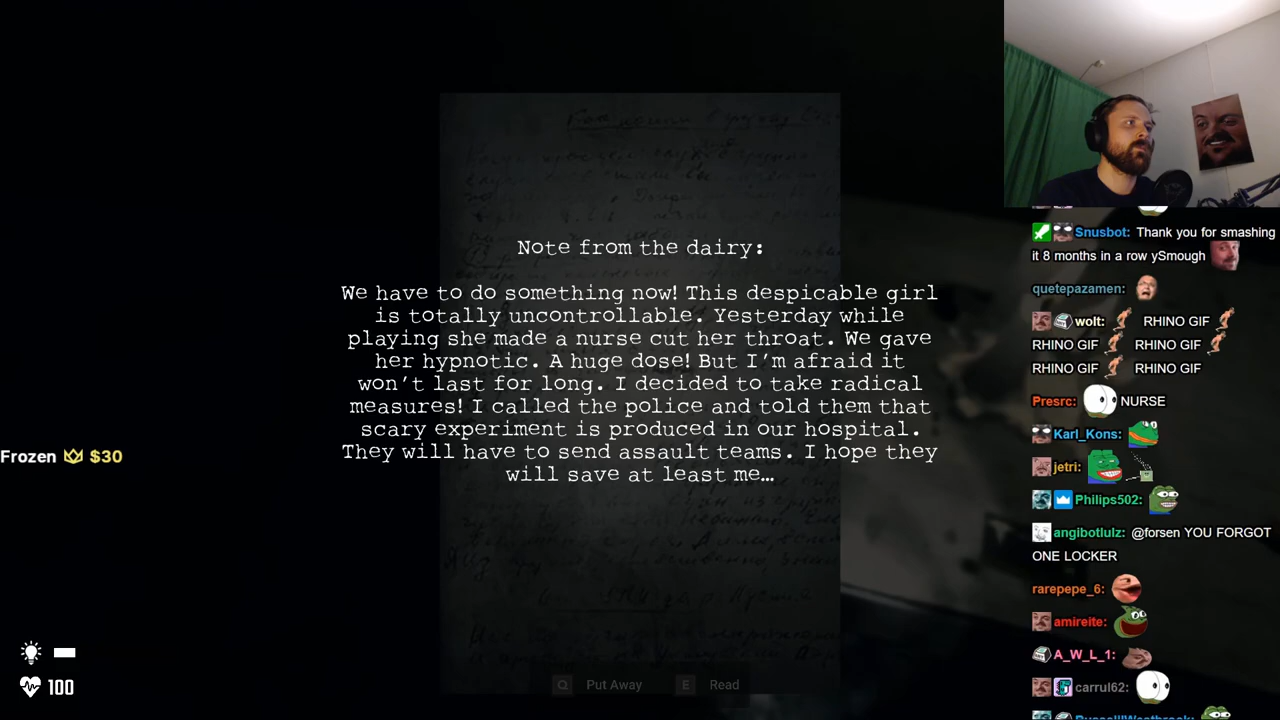 Note from the dairy:
We have to do something now! This despicable girl
is totally uncontrollable. Yesterday while
playing she made a nurse cut her throat. We gave
her hypnotic. A huge dose! But I'm afraid it
won't last for long. I decided to take radical
measures! I called the police and told them that
scary experiment is produced in our hospital.
They will have to send assault teams. I hope they
will save at least me…
Q Put Away E Read
Frozen $30
100
Snusbot: Thank you for smashing
it 8 months in a row ySmough
quetepazamen:
wolt: RHINO GIF
RHINO GIF RHINO GIF
RHINO GIF RHINO GIF
Presrc: NURSE
Karl_Kons:
jetri:
Philips502:
angibotlulz: @forsen YOU FORGOT
ONE LOCKER
rarepepe_6:
amireite:
A_W_L_1:
carrul62: